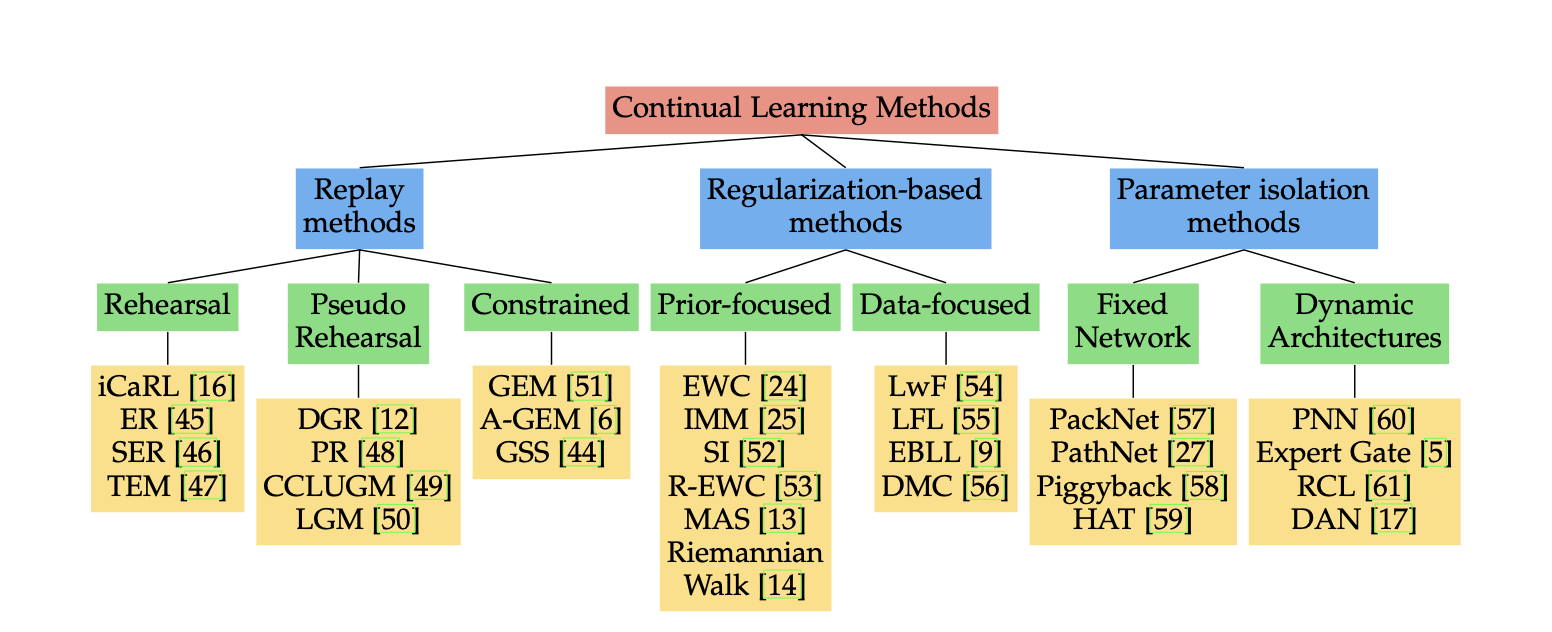 Continual Learning Methods
Replay
methods
Regularization-based
methods
Parameter isolation
methods
Rehearsal
Pseudo
Rehearsal
Constrained
Prior-focused
Data-focused
Fixed
Network
Dynamic
Architectures
iCaRL [16]
ER [45]
SER [46]
TEM [47]
DGR [12]
PR [48]
CCLUGM [49]
LGM [50]
GEM [51]
A-GEM [6]
GSS [44]
EWC [24]
IMM [25]
SI [52]
R-EWC [53]
MAS [13]
Riemannian
Walk [14]
LwF [54]
LFL [55]
EBLL [9]
DMC [56]
PackNet [57]
PathNet [27]
Piggyback [58]
HAT [59]
PNN [60]
Expert Gate [5]
RCL [61]
DAN [17]